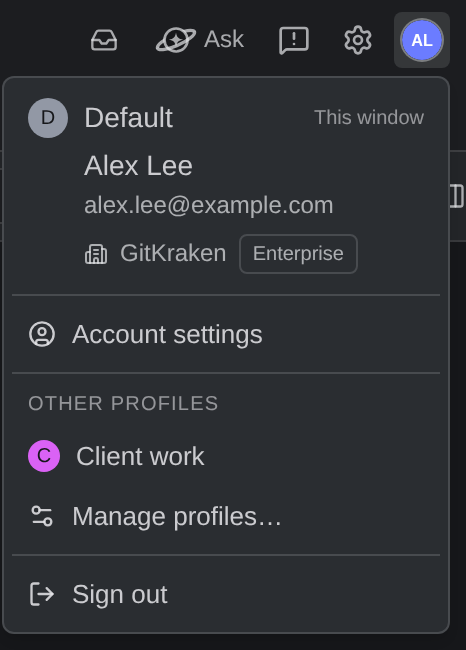 Ask
AL
D Default This window
Alex Lee
alex.lee@example.com
GitKraken Enterprise
Account settings
OTHER PROFILES
C Client work
Manage profiles…
Sign out